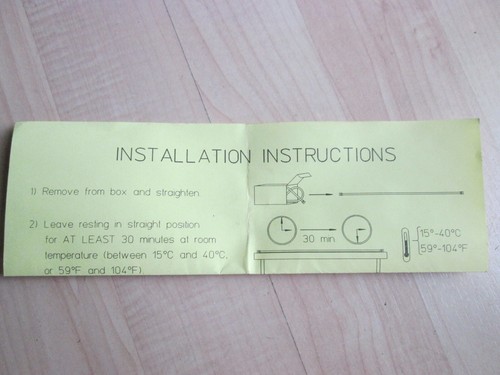 INSTALLATION INSTRUCTIONS
1) Remove from box and straighten.
2) Leave resting in straight position
for AT LEAST 30 minutes at room
temperature (between 15°C and 40°C,
or 59°F and 104°F).
30 min
15°-40°C
59°-104°F